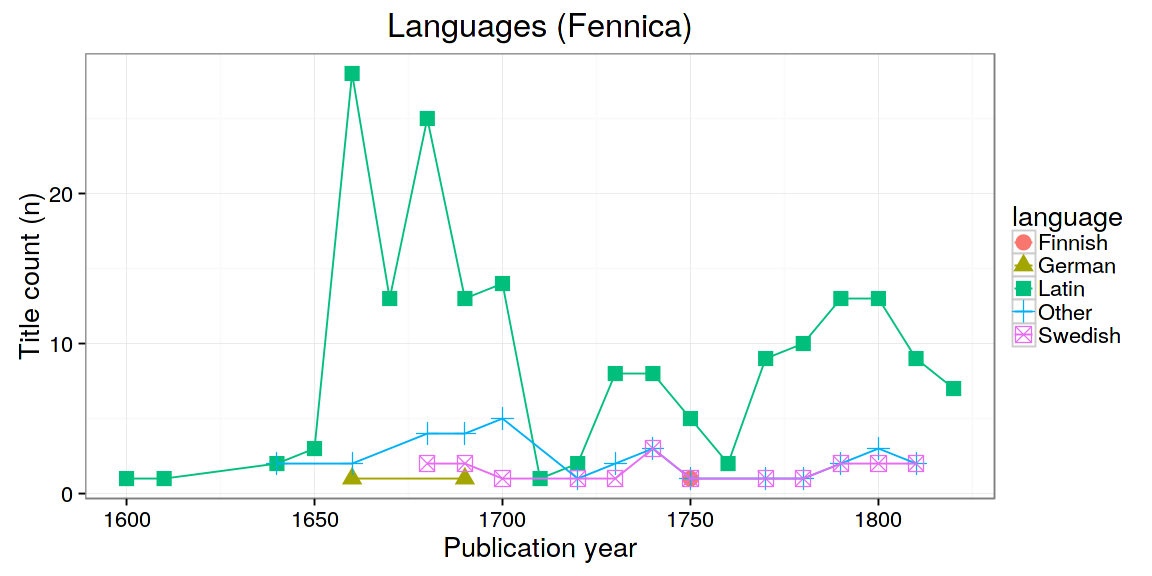 Languages (Fennica)
Title count (n)
20
10
0
1600 1650 1700 1750 1800
Publication year
language
Finnish
German
Latin
Other
Swedish